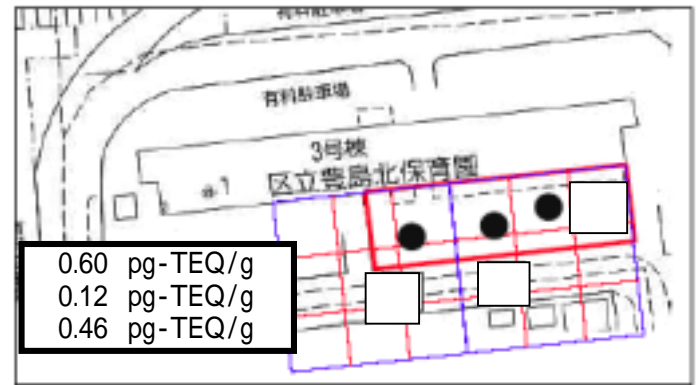 有料駐車場
有料駐車場
3号棟
区立豊島北保育園
0.60 pg-TEQ/g
0.12 pg-TEQ/g
0.46 pg-TEQ/g